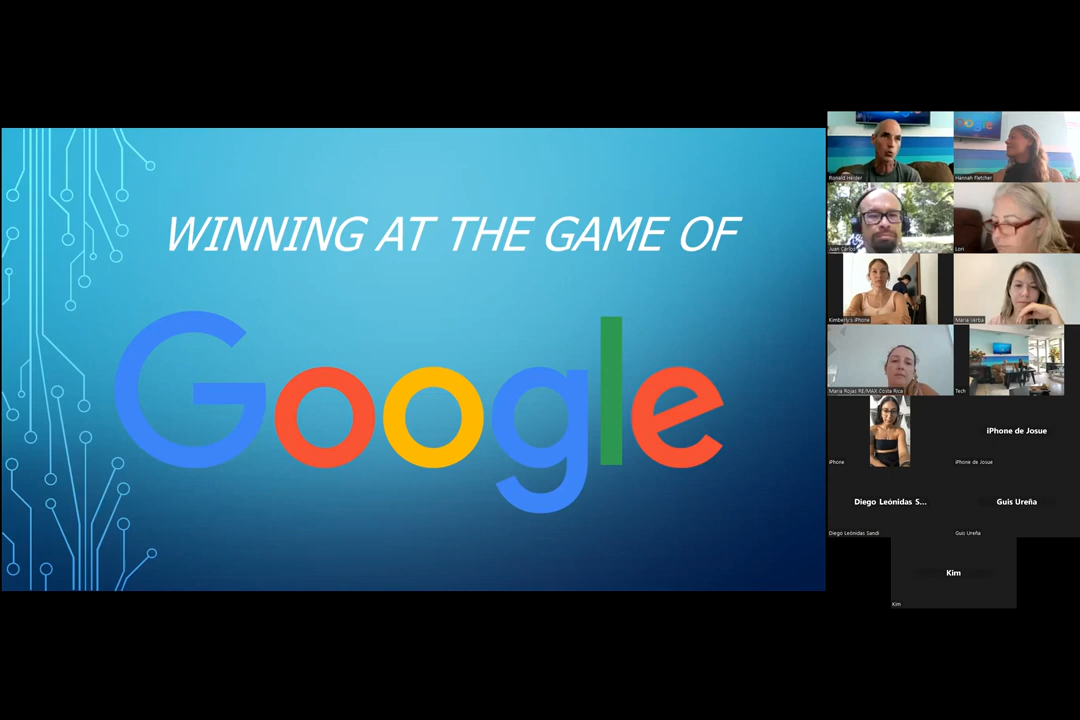 WINNING AT THE GAME OF
Google
Ronald Helder
Hannah Fletcher
Juan Carlos
Lori
Kimberly's iPhone
Maria Verba
Maria Rojas RE/MAX Costa Rica
Tech
iPhone
iPhone de Josue
iPhone de Josue
Diego Leónidas S...
Diego Leónidas Sandi
Guis Ureña
Guis Ureña
Kim
Kim